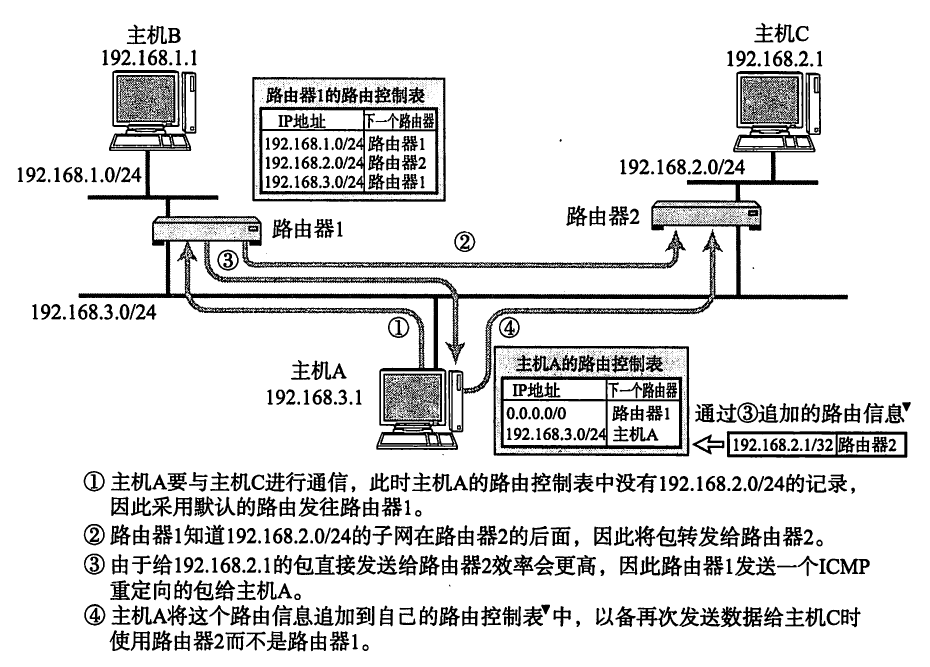 主机B
192.168.1.1
主机C
192.168.2.1
路由器1的路由控制表
IP地址 下一个路由器
192.168.1.0/24 路由器1
192.168.2.0/24 路由器2
192.168.3.0/24 路由器1
192.168.1.0/24
192.168.2.0/24
路由器1
路由器2
②
③
192.168.3.0/24
①
④
主机A
192.168.3.1
主机A的路由控制表
IP地址 下一个路由器
0.0.0.0/0 路由器1
192.168.3.0/24 主机A
通过③追加的路由信息▼
192.168.2.1/32 路由器2
① 主机A要与主机C进行通信，此时主机A的路由控制表中没有192.168.2.0/24的记录，
因此采用默认的路由发往路由器1。
② 路由器1知道192.168.2.0/24的子网在路由器2的后面，因此将包转发给路由器2。
③ 由于给192.168.2.1的包直接发送给路由器2效率会更高，因此路由器1发送一个ICMP
重定向的包给主机A。
④ 主机A将这个路由信息追加到自己的路由控制表▼中，以备再次发送数据给主机C时
使用路由器2而不是路由器1。